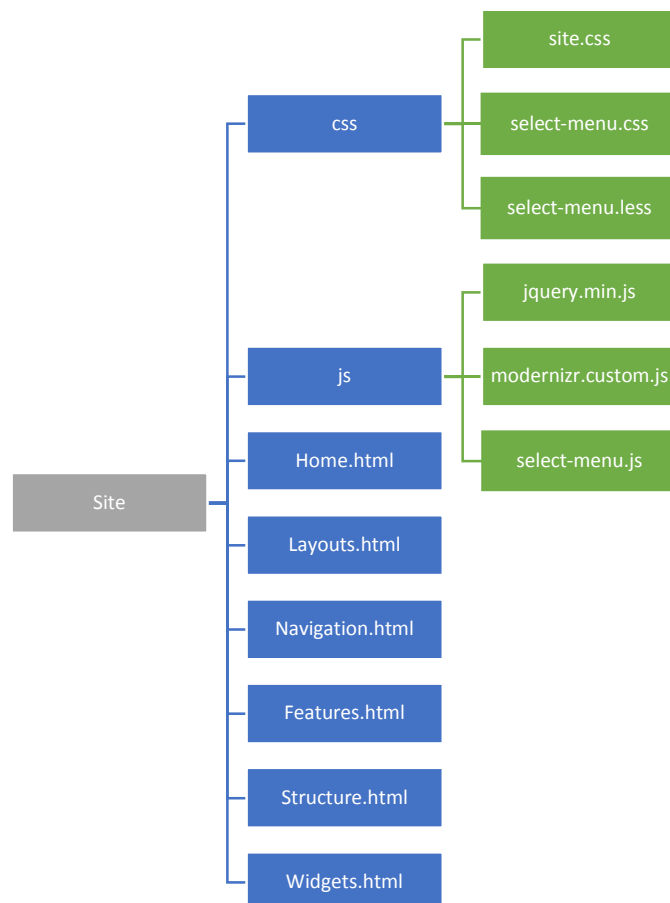 site.css
css
select-menu.css
select-menu.less
jquery.min.js
js
modernizr.custom.js
select-menu.js
Home.html
Site
Layouts.html
Navigation.html
Features.html
Structure.html
Widgets.html